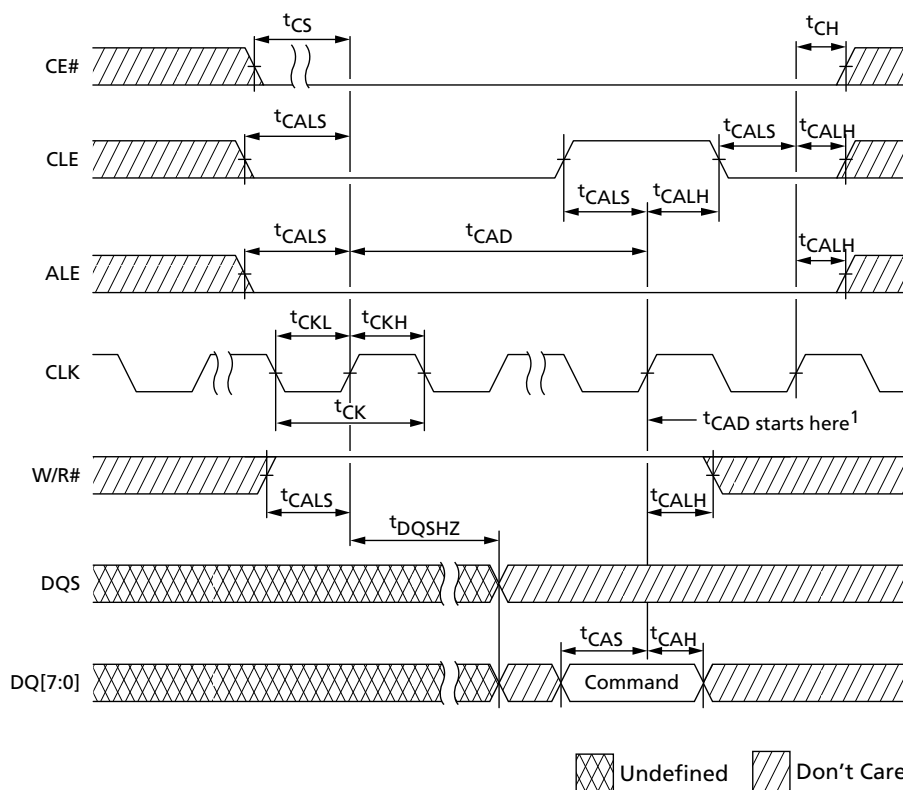 tCS
tCH
CE#
tCALS
tCALS
tCALH
CLE
tCALS
tCALH
tCALS
tCAD
tCALH
ALE
tCKL
tCKH
CLK
tCK
tCAD starts here1
W/R#
tCALS
tCALH
tDQSHZ
DQS
tCAS
tCAH
DQ[7:0]
Command
Undefined
Don't Care